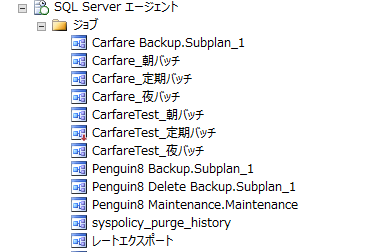 SQL Server エージェント
ジョブ
Carfare Backup.Subplan_1
Carfare_朝バッチ
Carfare_定期バッチ
Carfare_夜バッチ
CarfareTest_朝バッチ
CarfareTest_定期バッチ
CarfareTest_夜バッチ
Penguin8 Backup.Subplan_1
Penguin8 Delete Backup.Subplan_1
Penguin8 Maintenance.Maintenance
syspolicy_purge_history
レートエクスポート